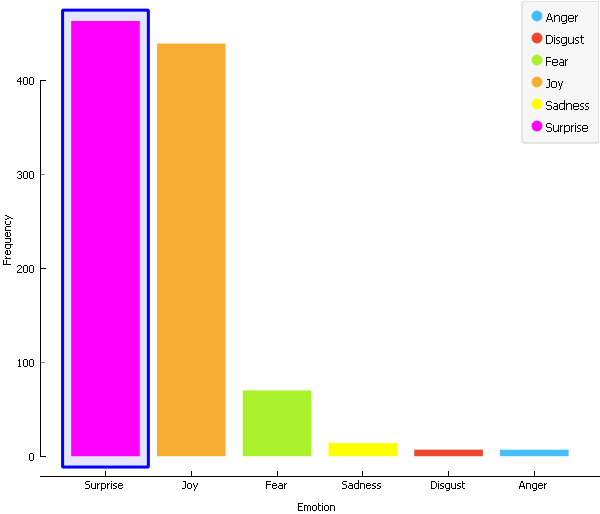 Anger
Disgust
Fear
Joy
Sadness
Surprise
400
300
200
100
0
Frequency
Surprise Joy Fear Sadness Disgust Anger
Emotion